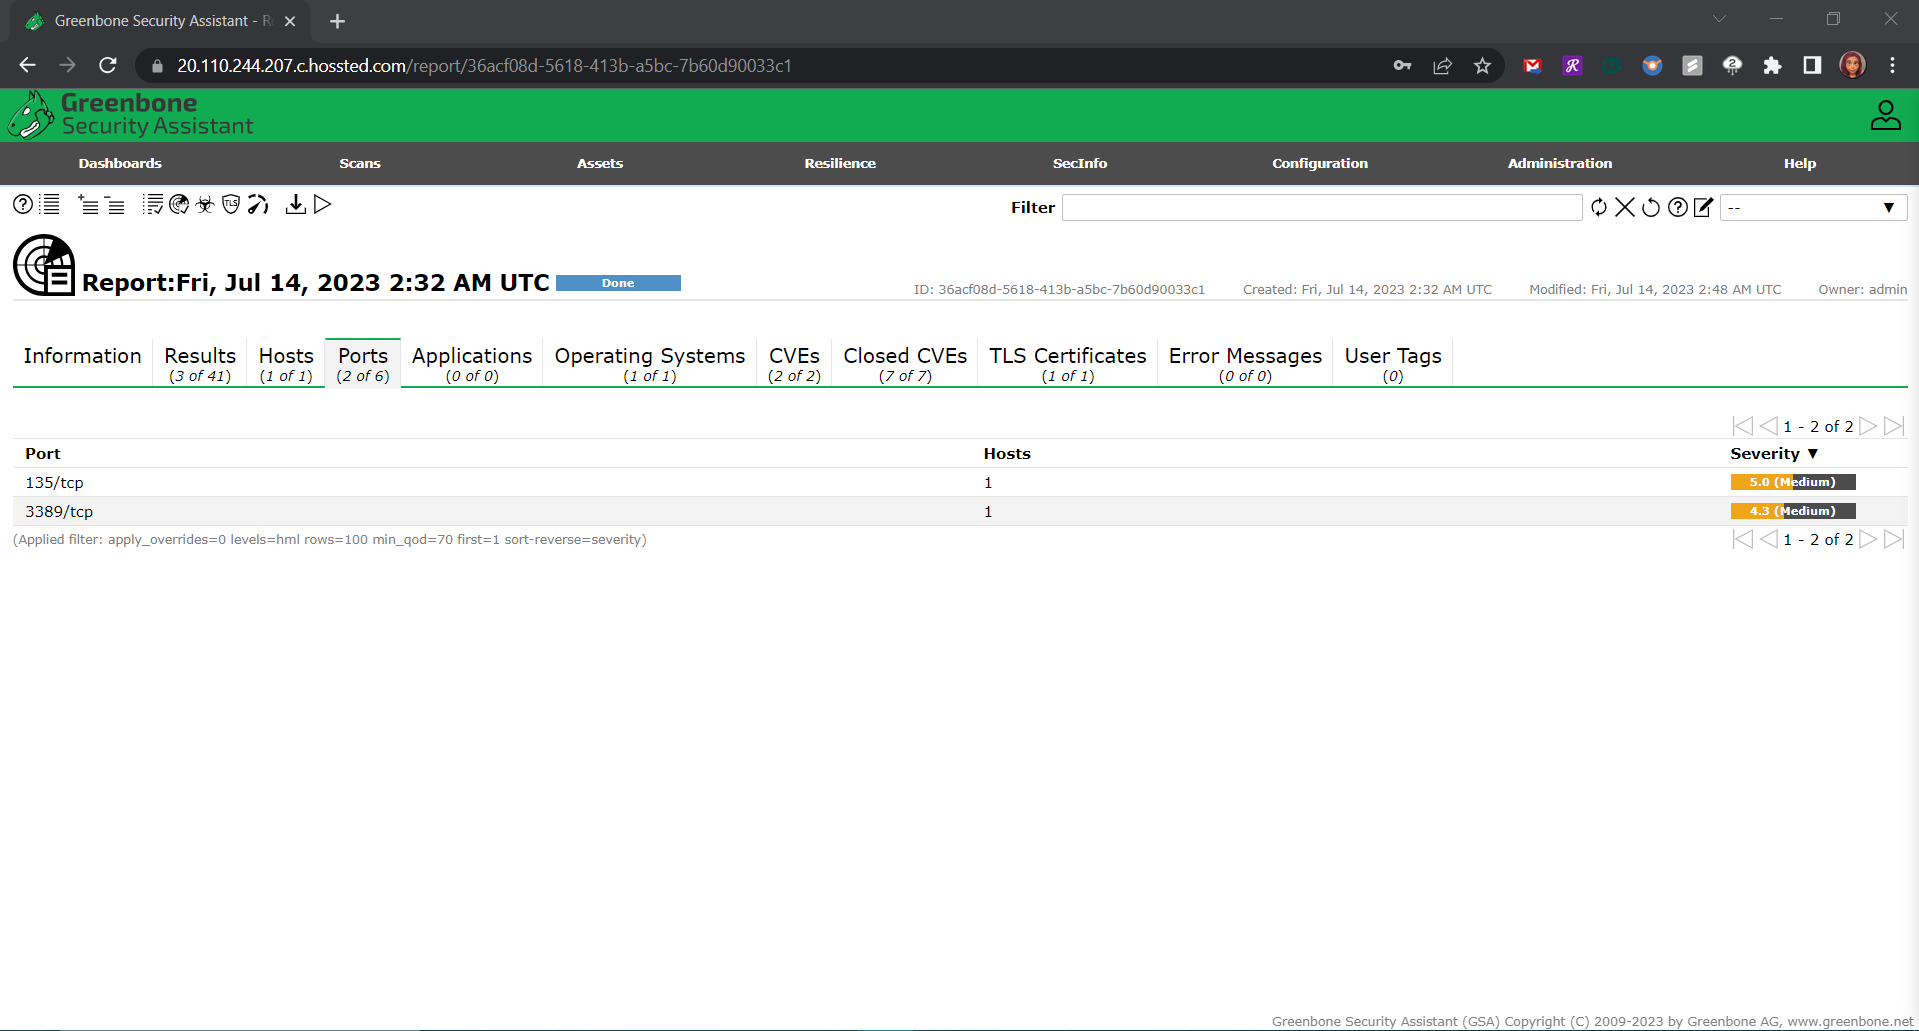 Greenbone Security Assistant - R
20.110.244.207.c.hossted.com/report/36acf08d-5618-413b-a5bc-7b60d90033c1
2
Greenbone
Security Assistant
Dashboards Scans Assets Resilience SecInfo Configuration Administration Help
TLS
Filter --
Report:Fri, Jul 14, 2023 2:32 AM UTC Done ID: 36acf08d-5618-413b-a5bc-7b60d90033c1 Created: Fri, Jul 14, 2023 2:32 AM UTC Modified: Fri, Jul 14, 2023 2:48 AM UTC Owner: admin
Information Results Hosts Ports Applications Operating Systems CVEs Closed CVEs TLS Certificates Error Messages User Tags
(3 of 41) (1 of 1) (2 of 6) (0 of 0) (1 of 1) (2 of 2) (7 of 7) (1 of 1) (0 of 0) (0)
1 - 2 of 2
Port Hosts Severity ▼
135/tcp 1 5.0 (Medium)
3389/tcp 1 4.3 (Medium)
(Applied filter: apply_overrides=0 levels=hml rows=100 min_qod=70 first=1 sort-reverse=severity) 1 - 2 of 2
Greenbone Security Assistant (GSA) Copyright (C) 2009-2023 by Greenbone AG, www.greenbone.net